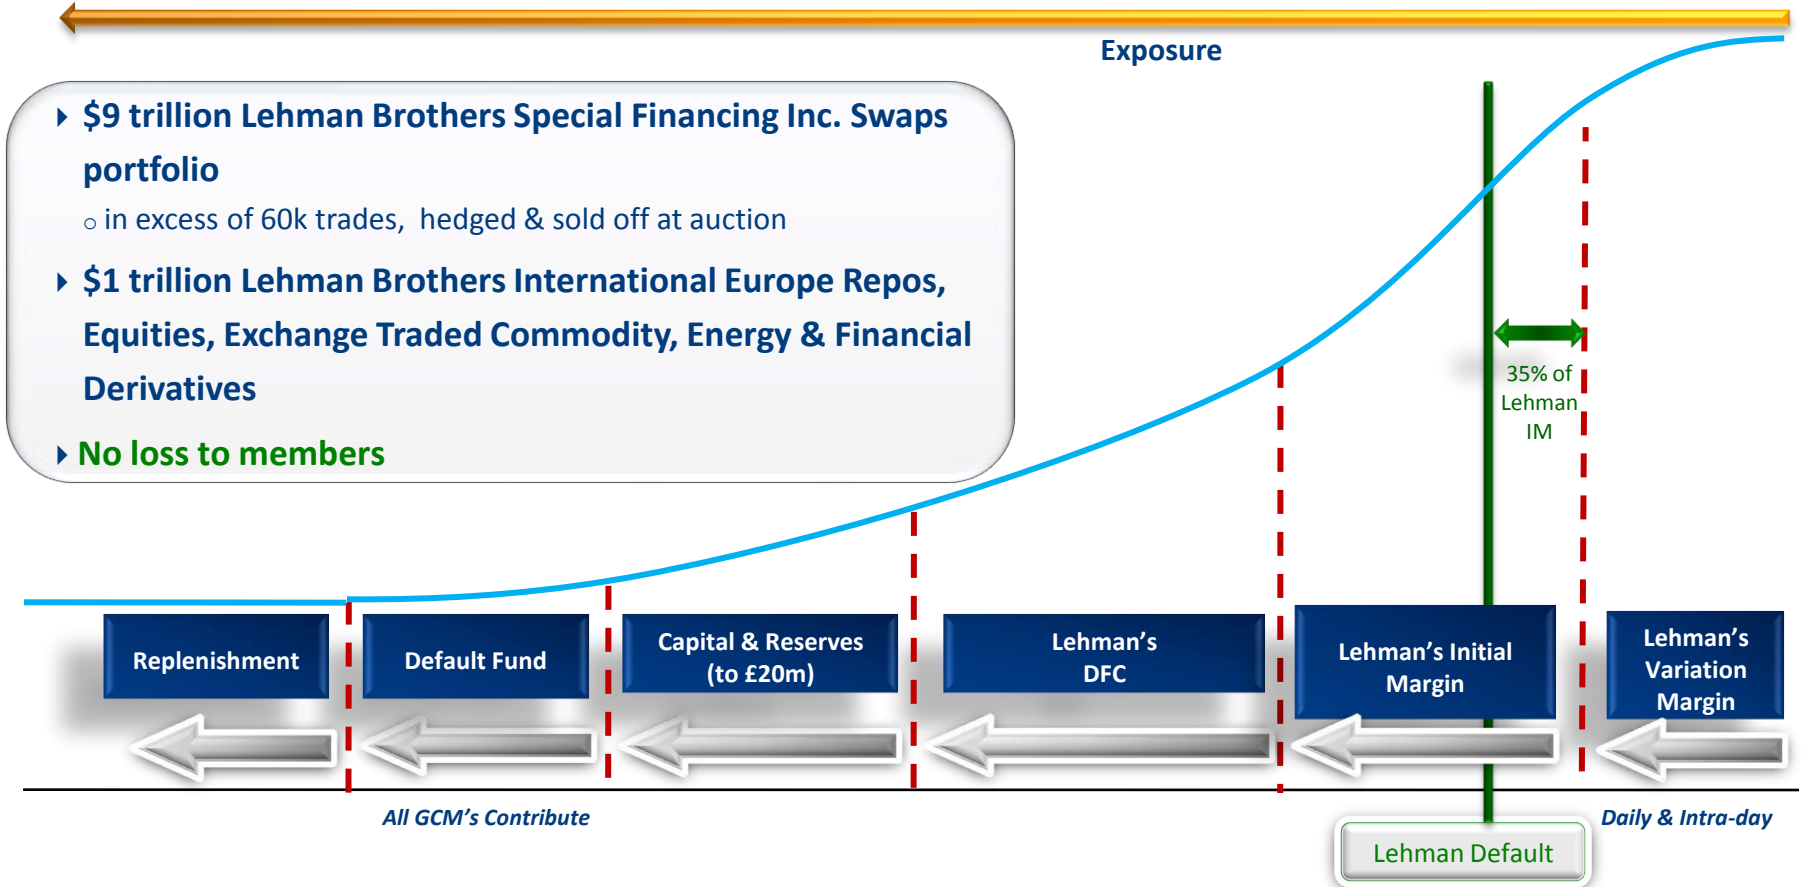 Exposure
‣ $9 trillion Lehman Brothers Special Financing Inc. Swaps
portfolio
o in excess of 60k trades, hedged & sold off at auction
‣ $1 trillion Lehman Brothers International Europe Repos,
Equities, Exchange Traded Commodity, Energy & Financial
Derivatives
‣ No loss to members
35% of
Lehman
IM
Replenishment
Default Fund
Capital & Reserves
(to £20m)
Lehman's
DFC
Lehman's Initial
Margin
Lehman's
Variation
Margin
All GCM's Contribute
Daily & Intra-day
Lehman Default